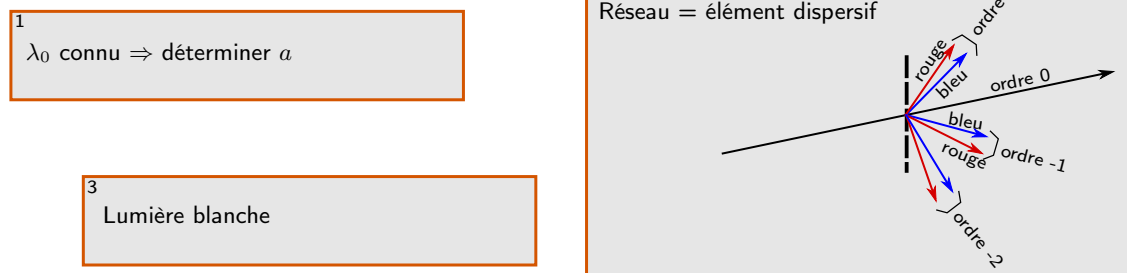 1
λ₀ connu ⇒ déterminer a
3
Lumière blanche
Réseau = élément dispersif
ordre
rouge
bleu
ordre 0
bleu
rouge
ordre -1
ordre -2